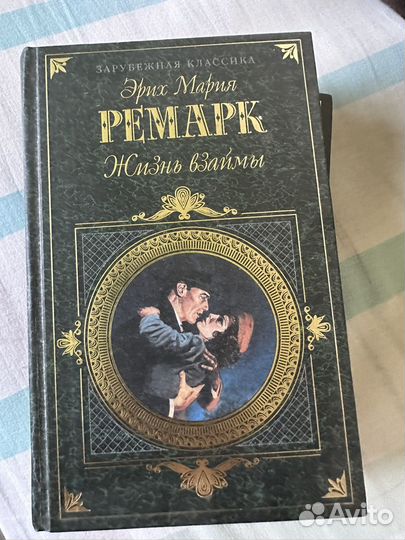 ЗАРУБЕЖНАЯ КЛАССИКА
Эрих Мария
РЕМАРК
Жизнь взаймы
Avito